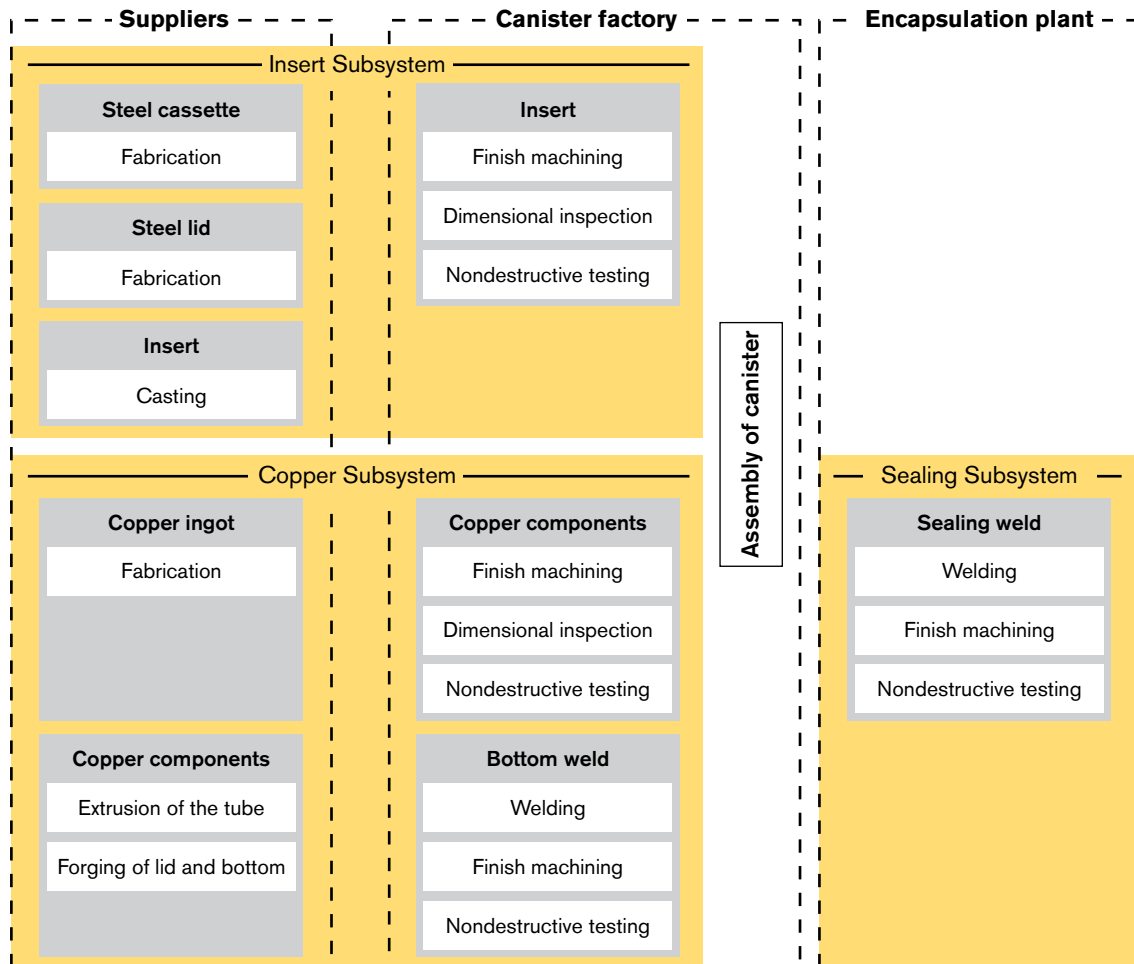 Suppliers
Canister factory
Encapsulation plant
Insert Subsystem
Steel cassette
Fabrication
Steel lid
Fabrication
Insert
Casting
Insert
Finish machining
Dimensional inspection
Nondestructive testing
Assembly of canister
Copper Subsystem
Copper ingot
Fabrication
Copper components
Extrusion of the tube
Forging of lid and bottom
Copper components
Finish machining
Dimensional inspection
Nondestructive testing
Bottom weld
Welding
Finish machining
Nondestructive testing
Sealing Subsystem
Sealing weld
Welding
Finish machining
Nondestructive testing